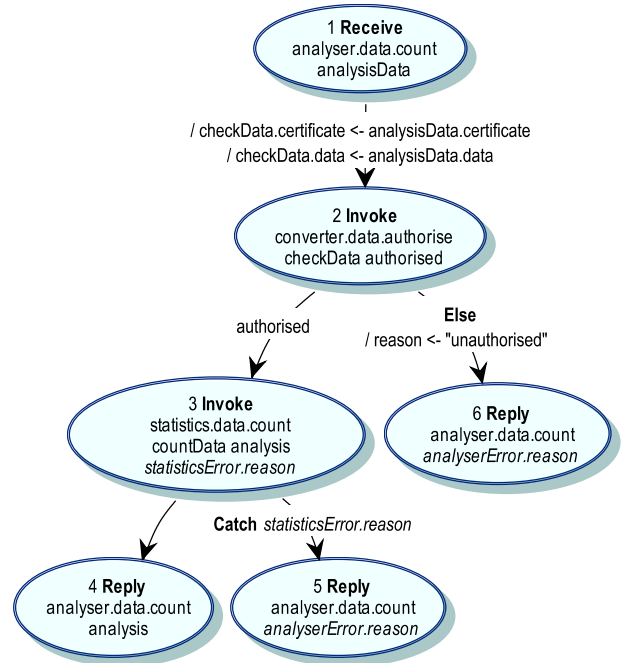 1 Receive
analyser.data.count
analysisData
/ checkData.certificate <- analysisData.certificate
/ checkData.data <- analysisData.data
2 Invoke
converter.data.authorise
checkData authorised
authorised
Else
/ reason <- "unauthorised"
3 Invoke
statistics.data.count
countData analysis
statisticsError.reason
6 Reply
analyser.data.count
analyserError.reason
Catch statisticsError.reason
4 Reply
analyser.data.count
analysis
5 Reply
analyser.data.count
analyserError.reason